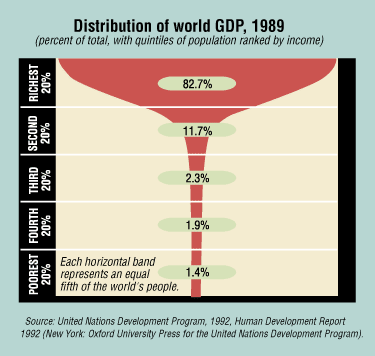 Distribution of world GDP, 1989
(percent of total, with quintiles of population ranked by income)
RICHEST
20%
82.7%
SECOND
20%
11.7%
THIRD
20%
2.3%
FOURTH
20%
1.9%
POOREST
20%
1.4%
Each horizontal band
represents an equal
fifth of the world's people.
Source: United Nations Development Program, 1992, Human Development Report
1992 (New York: Oxford University Press for the United Nations Development Program).